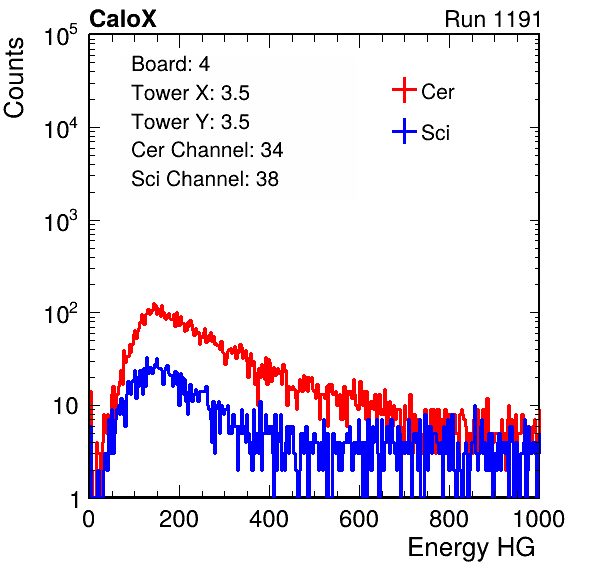 CaloX Run 1191
Counts
Board: 4
Tower X: 3.5
Tower Y: 3.5
Cer Channel: 34
Sci Channel: 38
Cer
Sci
10^5
10^4
10^3
10^2
10
1
0 200 400 600 800 1000
Energy HG